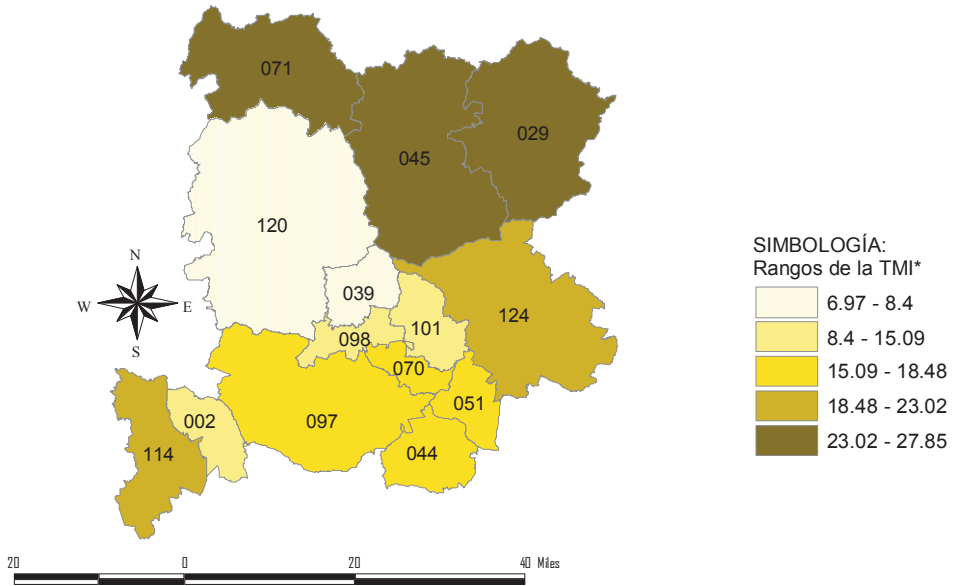 071
045
029
120
N
W
E
S
039
124
101
098
070
051
002
097
114
044
SIMBOLOGÍA:
Rangos de la TMI*
6.97 - 8.4
8.4 - 15.09
15.09 - 18.48
18.48 - 23.02
23.02 - 27.85
20 0 20 40 Miles